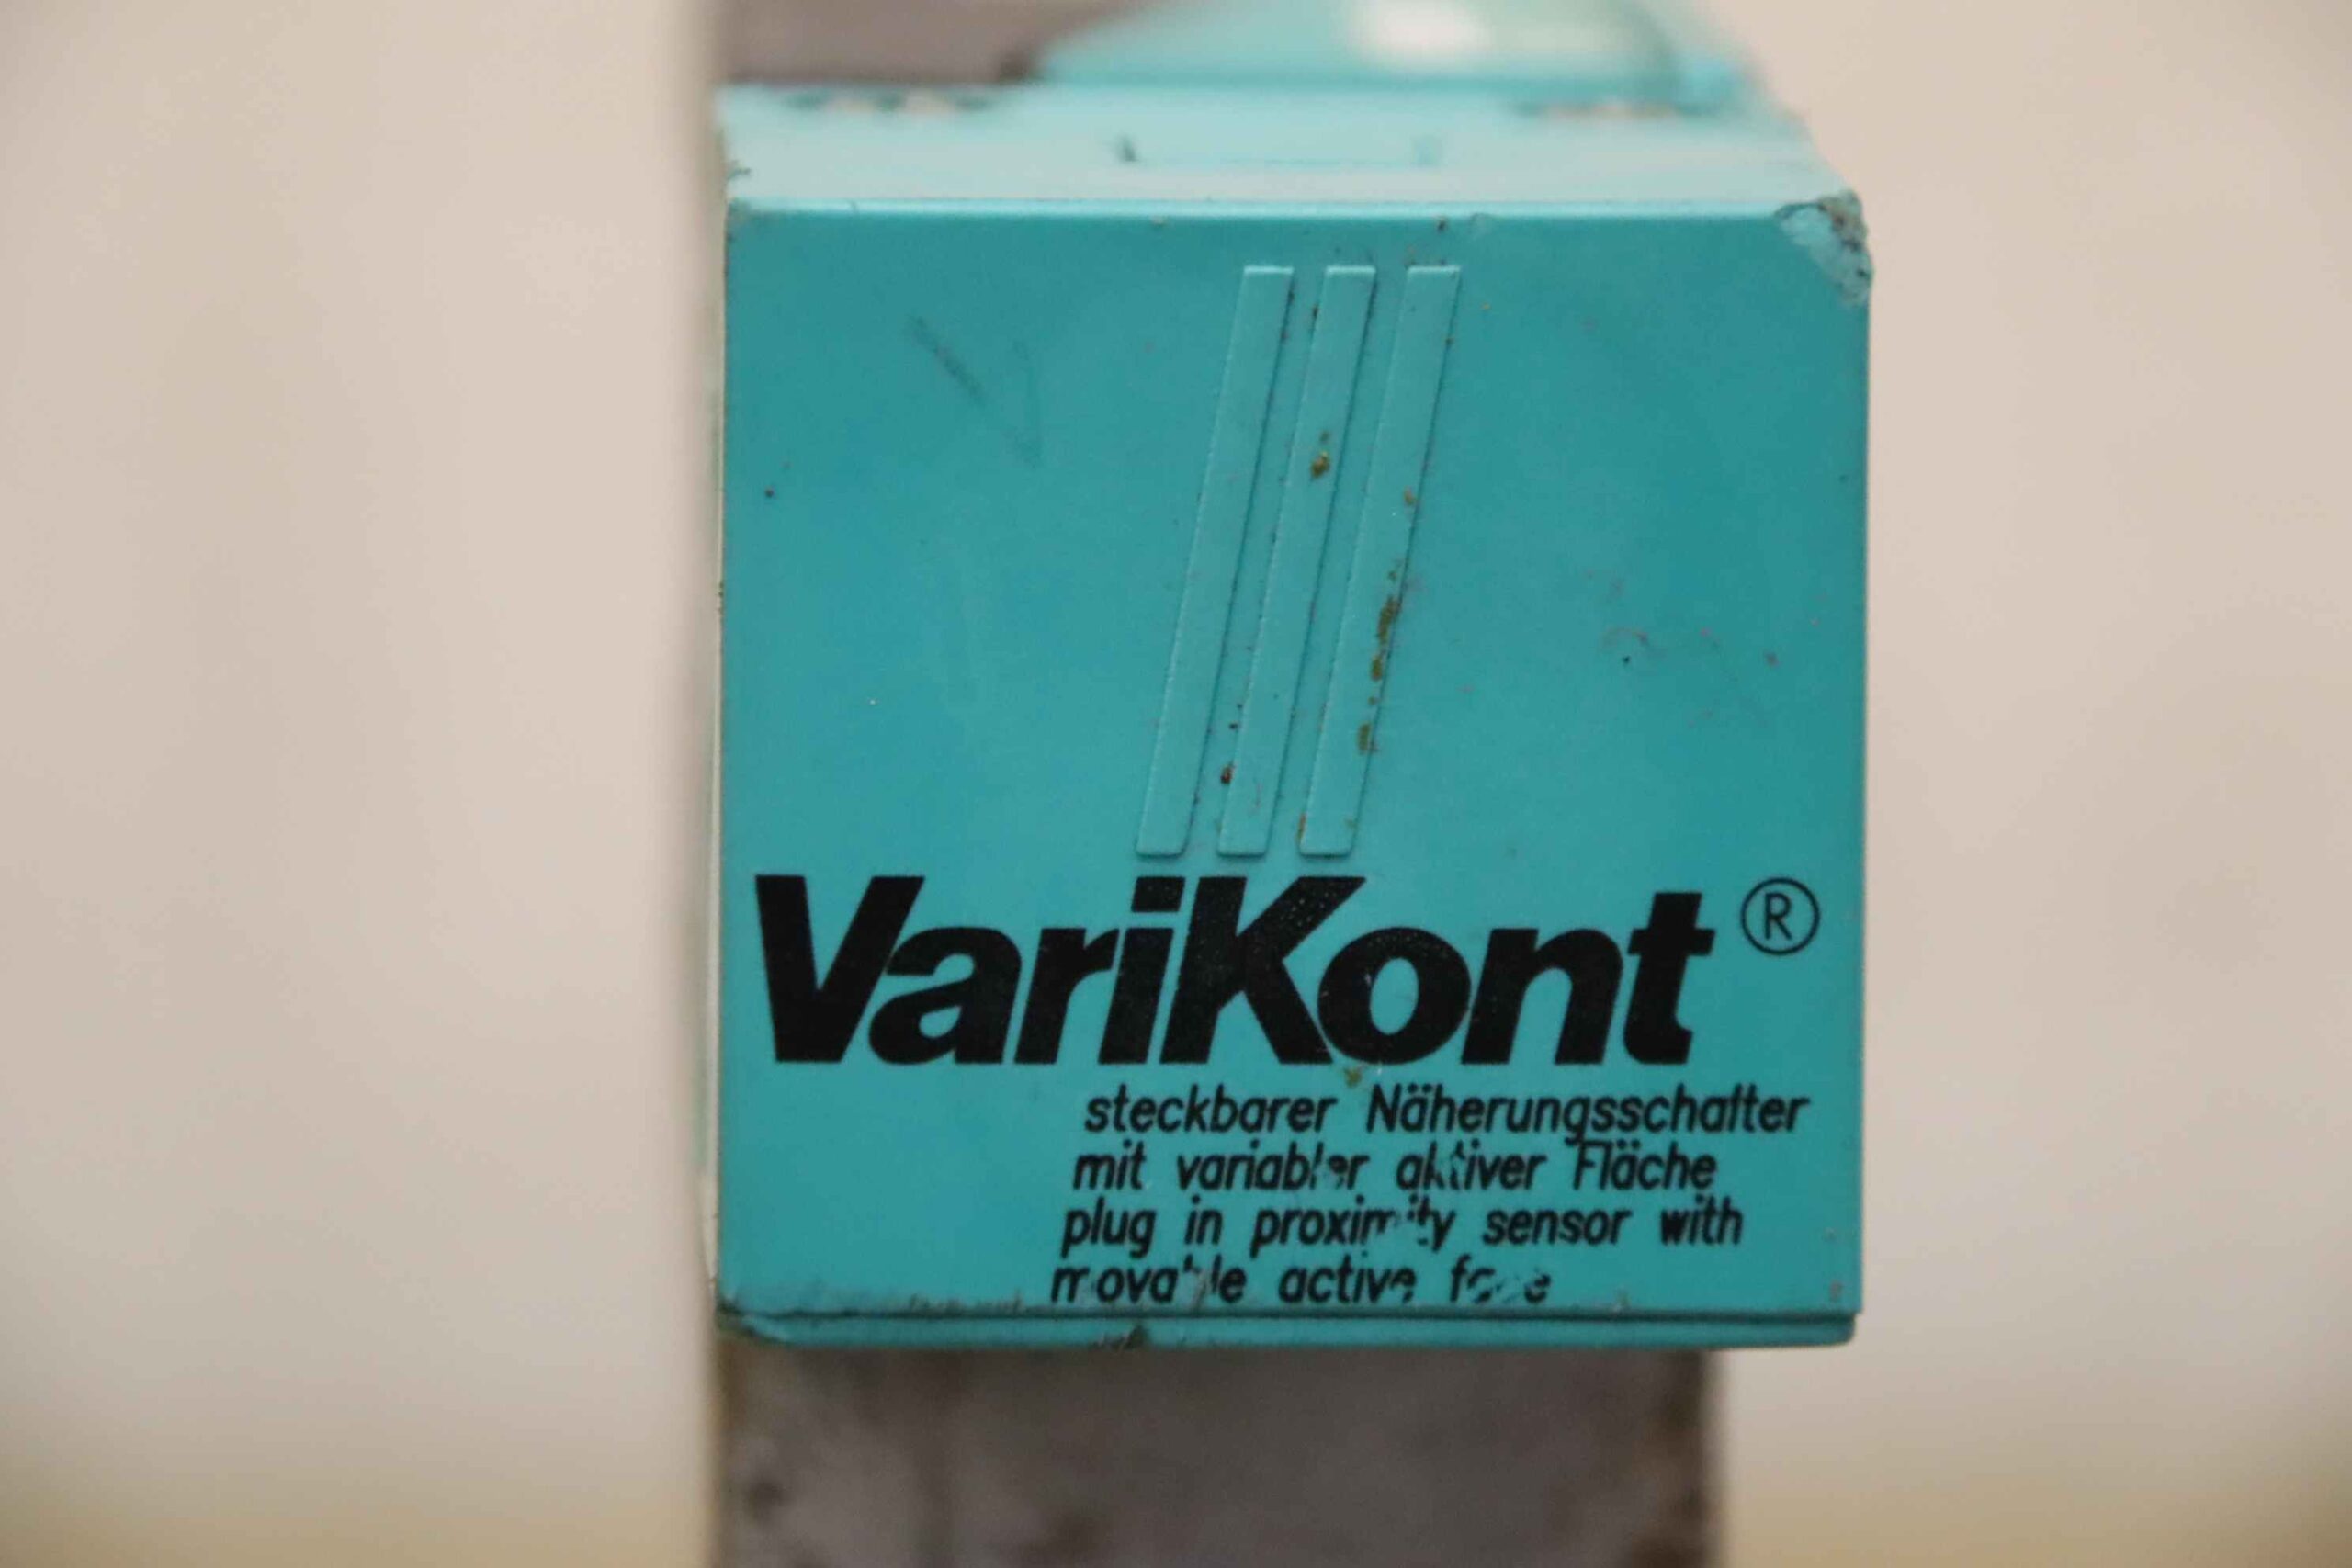 VariKont ®
steckbarer Näherungsschalter
mit variabler aktiver Fläche
plug in proximity sensor with
movable active face